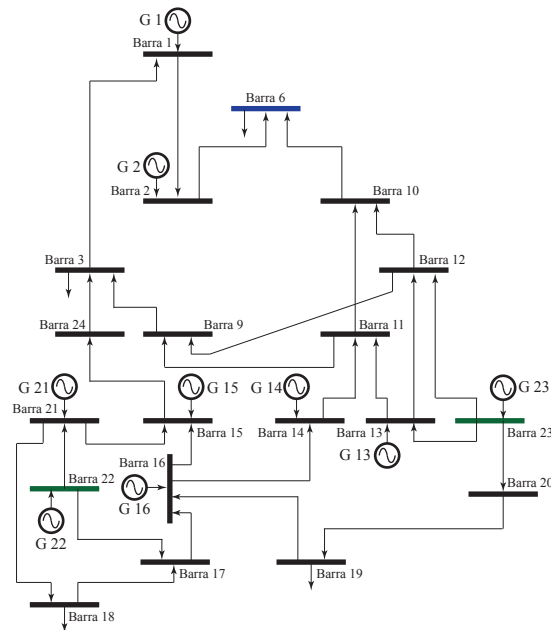 G 1
Barra 1
Barra 6
G 2
Barra 2
Barra 10
Barra 3
Barra 12
Barra 24
Barra 9
Barra 11
G 21
G 15
G 14
G 23
Barra 21
Barra 15
Barra 14
Barra 13
Barra 23
Barra 16
G 13
Barra 22
G 16
Barra 20
G 22
Barra 17
Barra 19
Barra 18